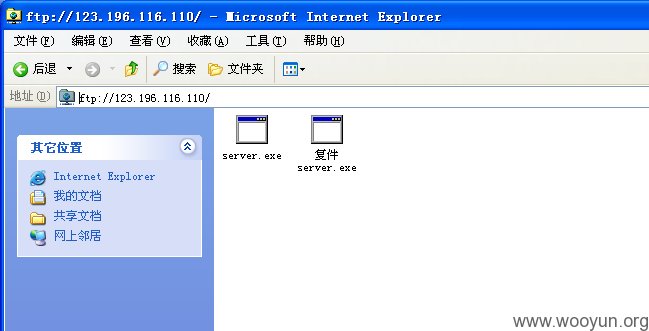 ftp://123.196.116.110/ - Microsoft Internet Explorer
文件(F) 编辑(E) 查看(V) 收藏(A) 工具(T) 帮助(H)
后退 搜索 文件夹
地址(D) ftp://123.196.116.110/
其它位置
Internet Explorer
我的文档
共享文档
网上邻居
server.exe
复件
server.exe
www.wooyun.org